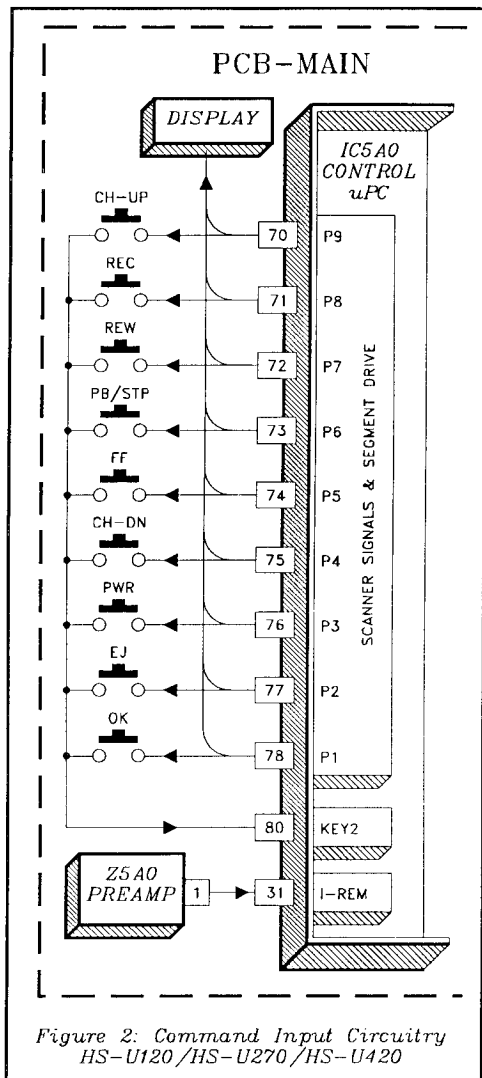 PCB-MAIN
DISPLAY
IC5A0
CONTROL
uPC
CH-UP
70
P9
REC
71
P8
REW
72
P7
PB/STP
73
P6
FF
74
P5
CH-DN
75
P4
PWR
76
P3
EJ
77
P2
OK
78
P1
SCANNER SIGNALS & SEGMENT DRIVE
80
KEY2
Z5A0
PREAMP
1
31
I-REM
Figure 2: Command Input Circuitry
HS-U120/HS-U270/HS-U420